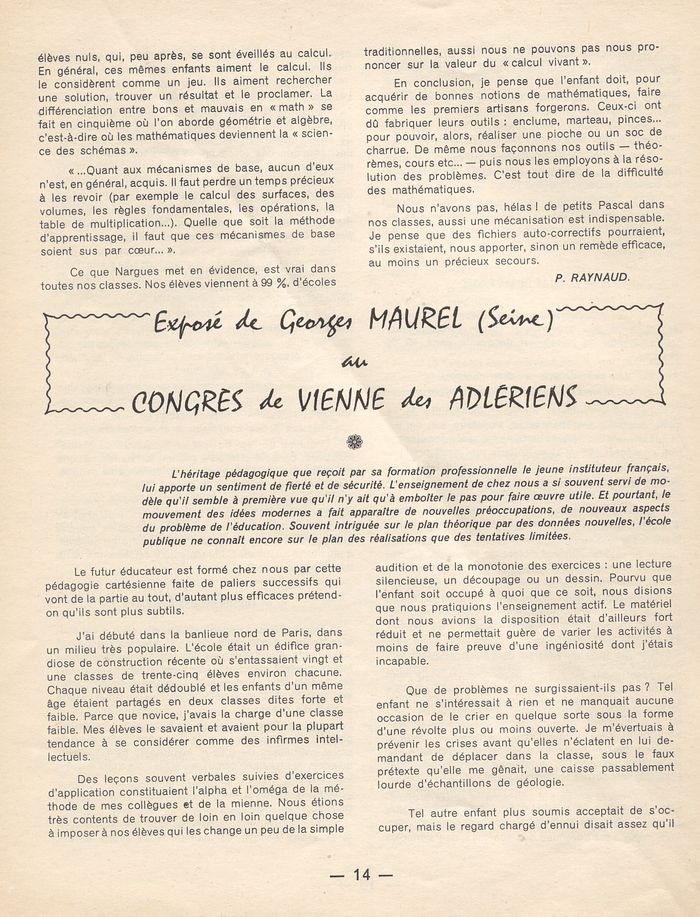 élèves nuls, qui, peu après, se sont éveillés au calcul.
En général, ces mêmes enfants aiment le calcul. Ils
le considèrent comme un jeu. Ils aiment rechercher
une solution, trouver un résultat et le proclamer. La
différenciation entre bons et mauvais en « math » se
fait en cinquième où l'on aborde géométrie et algèbre,
c'est-à-dire où les mathématiques deviennent la « scien-
ce des schémas ».
« ...Quant aux mécanismes de base, aucun d'eux
n'est, en général, acquis. Il faut perdre un temps précieux
à les revoir (par exemple le calcul des surfaces, des
volumes, les règles fondamentales, les opérations, la
table de multiplication...). Quelle que soit la méthode
d'apprentissage, il faut que ces mécanismes de base
soient sus par cœur... ».
Ce que Nargues met en évidence, est vrai dans
toutes nos classes. Nos élèves viennent à 99 %, d'écoles
traditionnelles, aussi nous ne pouvons pas nous pro-
noncer sur la valeur du « calcul vivant ».
En conclusion, je pense que l'enfant doit, pour
acquérir de bonnes notions de mathématiques, faire
comme les premiers artisans forgerons. Ceux-ci ont
dû fabriquer leurs outils : enclume, marteau, pinces...
pour pouvoir, alors, réaliser une pioche ou un soc de
charrue. De même nous façonnons nos outils — théo-
rèmes, cours etc... — puis nous les employons à la réso-
lution des problèmes. C'est tout dire de la difficulté
des mathématiques.
Nous n'avons pas, hélas ! de petits Pascal dans
nos classes, aussi une mécanisation est indispensable.
Je pense que des fichiers auto-correctifs pourraient,
s'ils existaient, nous apporter, sinon un remède efficace,
au moins un précieux secours.
P. RAYNAUD.
Exposé de Georges MAUREL (Seine)
au
CONGRÈS de VIENNE des ADLERIENS
L'héritage pédagogique que reçoit par sa formation professionnelle le jeune instituteur français,
lui apporte un sentiment de fierté et de sécurité. L'enseignement de chez nous a si souvent servi de mo-
dèle qu'il semble à première vue qu'il n'y ait qu'à emboîter le pas pour faire œuvre utile. Et pourtant, le
mouvement des idées modernes a fait apparaître de nouvelles préoccupations, de nouveaux aspects
du problème de l'éducation. Souvent intriguée sur le plan théorique par des données nouvelles, l'école
publique ne connaît encore sur le plan des réalisations que des tentatives limitées.
Le futur éducateur est formé chez nous par cette
pédagogie cartésienne faite de paliers successifs qui
vont de la partie au tout, d'autant plus efficaces prétend-
on qu'ils sont plus subtils.
J'ai débuté dans la banlieue nord de Paris, dans
un milieu très populaire. L'école était un édifice gran-
diose de construction récente où s'entassaient vingt et
une classes de trente-cinq élèves environ chacune.
Chaque niveau était dédoublé et les enfants d'un même
âge étaient partagés en deux classes dites forte et
faible. Parce que novice, j'avais la charge d'une classe
faible. Mes élèves le savaient et avaient pour la plupart
tendance à se considérer comme des infirmes intel-
lectuels.
Des leçons souvent verbales suivies d'exercices
d'application constituaient l'alpha et l'oméga de la mé-
thode de mes collègues et de la mienne. Nous étions
très contents de trouver de loin en loin quelque chose
à imposer à nos élèves qui les change un peu de la simple
audition et de la monotonie des exercices : une lecture
silencieuse, un découpage ou un dessin. Pourvu que
l'enfant soit occupé à quoi que ce soit, nous disions
que nous pratiquions l'enseignement actif. Le matériel
dont nous avions la disposition était d'ailleurs fort
réduit et ne permettait guère de varier les activités à
moins de faire preuve d'une ingéniosité dont j'étais
incapable.
Que de problèmes ne surgissaient-ils pas ? Tel
enfant ne s'intéressait à rien et ne manquait aucune
occasion de le crier en quelque sorte sous la forme
d'une révolte plus ou moins ouverte. Je m'évertuais à
prévenir les crises avant qu'elles n'éclatent en lui de-
mandant de déplacer dans la classe, sous le faux
prétexte qu'elle me gênait, une caisse passablement
lourde d'échantillons de géologie.
Tel autre enfant plus soumis acceptait de s'oc-
cuper, mais le regard chargé d'ennui disait assez qu'il
— 14 —